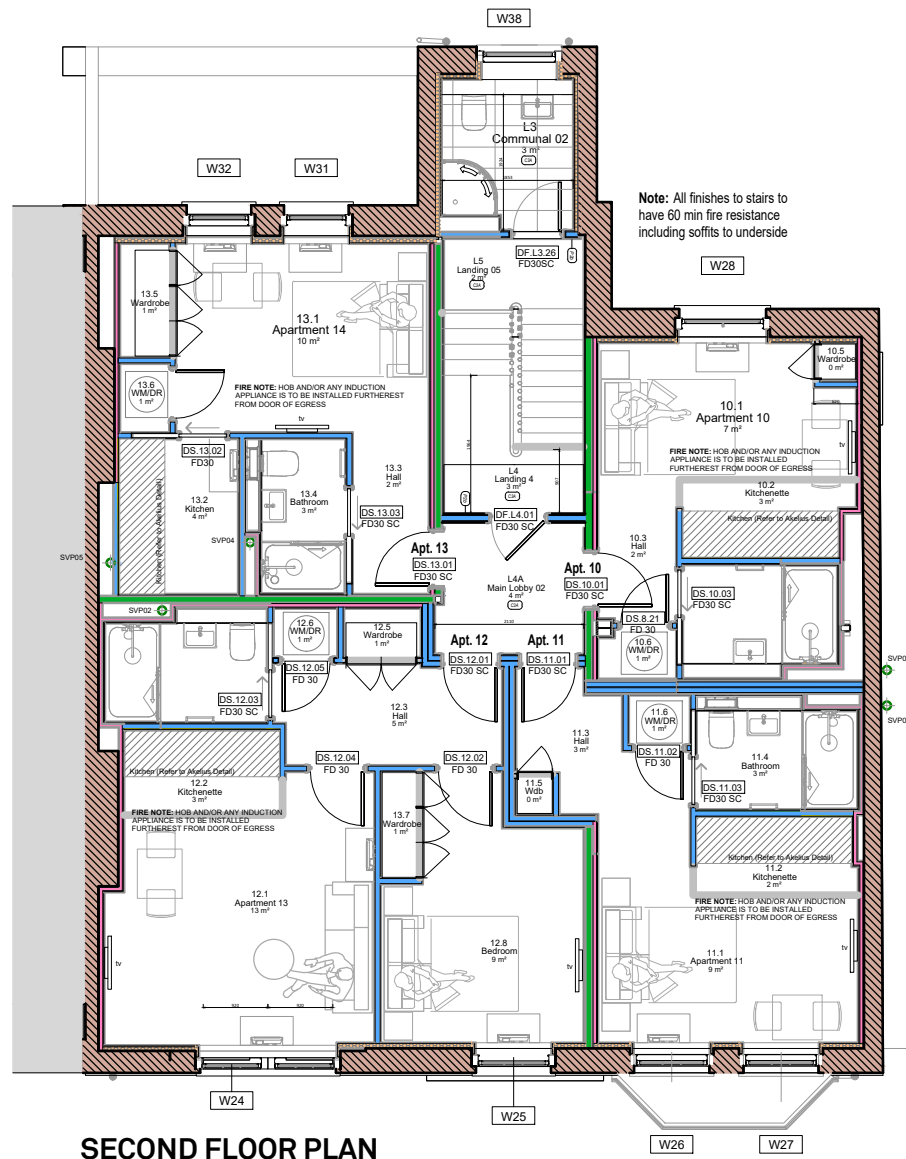 W38
L3
Communal 02
3 m²
C3A
W32
W31
Note: All finishes to stairs to
have 60 min fire resistance
including soffits to underside
DF.L3.26
FD30SC
L5
Landing 05
2 m²
C3A
W28
13.5
Wardrobe
1 m²
13.1
Apartment 14
10 m²
10.5
Wardrobe
0 m²
13.6
WM/DR
1 m²
FIRE NOTE: HOB AND/OR ANY INDUCTION
APPLIANCE IS TO BE INSTALLED FURTHEREST
FROM DOOR OF EGRESS
10.1
Apartment 10
7 m²
tv
tv
DS.13.02
FD30
FIRE NOTE: HOB AND/OR ANY INDUCTION
APPLIANCE IS TO BE INSTALLED
FURTHEREST FROM DOOR OF EGRESS
13.3
Hall
2 m²
L4
Landing 4
3 m²
C3A
10.2
Kitchenette
3 m²
13.2
Kitchen
4 m²
13.4
Bathroom
3 m²
Kitchen (Refer to Akelius Detail)
DS.13.03
FD30 SC
DF.L4.01
FD30 SC
Kitchen (Refer to Akelius Detail)
SVP04
10.3
Hall
2 m²
SVP05
Apt. 13
DS.13.01
FD30 SC
L4A
Main Lobby 02
4 m²
C3A
Apt. 10
DS.10.01
FD30 SC
DS.10.03
FD30 SC
SVP02
2110
12.6
WM/DR
1 m²
12.5
Wardrobe
1 m²
DS.8.21
FD 30
10.6
WM/DR
1 m²
Apt. 12
Apt. 11
DS.12.01
FD30 SC
DS.11.01
FD30 SC
DS.12.05
FD 30
SVP0
DS.12.03
FD30 SC
12.3
Hall
5 m²
SVP0
11.6
WM/DR
1 m²
11.3
Hall
3 m²
DS.12.04
FD 30
DS.12.02
FD 30
DS.11.02
FD 30
11.4
Bathroom
3 m²
Kitchen (Refer to Akelius Detail)
12.2
Kitchenette
3 m²
11.5
Wdb
0 m²
DS.11.03
FD30 SC
FIRE NOTE: HOB AND/OR ANY INDUCTION
APPLIANCE IS TO BE INSTALLED
FURTHEREST FROM DOOR OF EGRESS
13.7
Wardrobe
1 m²
Kitchen (Refer to Akelius Detail)
11.2
Kitchenette
2 m²
12.1
Apartment 13
13 m²
FIRE NOTE: HOB AND/OR ANY INDUCTION
APPLIANCE IS TO BE INSTALLED
FURTHEREST FROM DOOR OF EGRESS
12.8
Bedroom
9 m²
11.1
Apartment 11
9 m²
tv
tv
tv
920
920
W24
W25
W26
W27
SECOND FLOOR PLAN